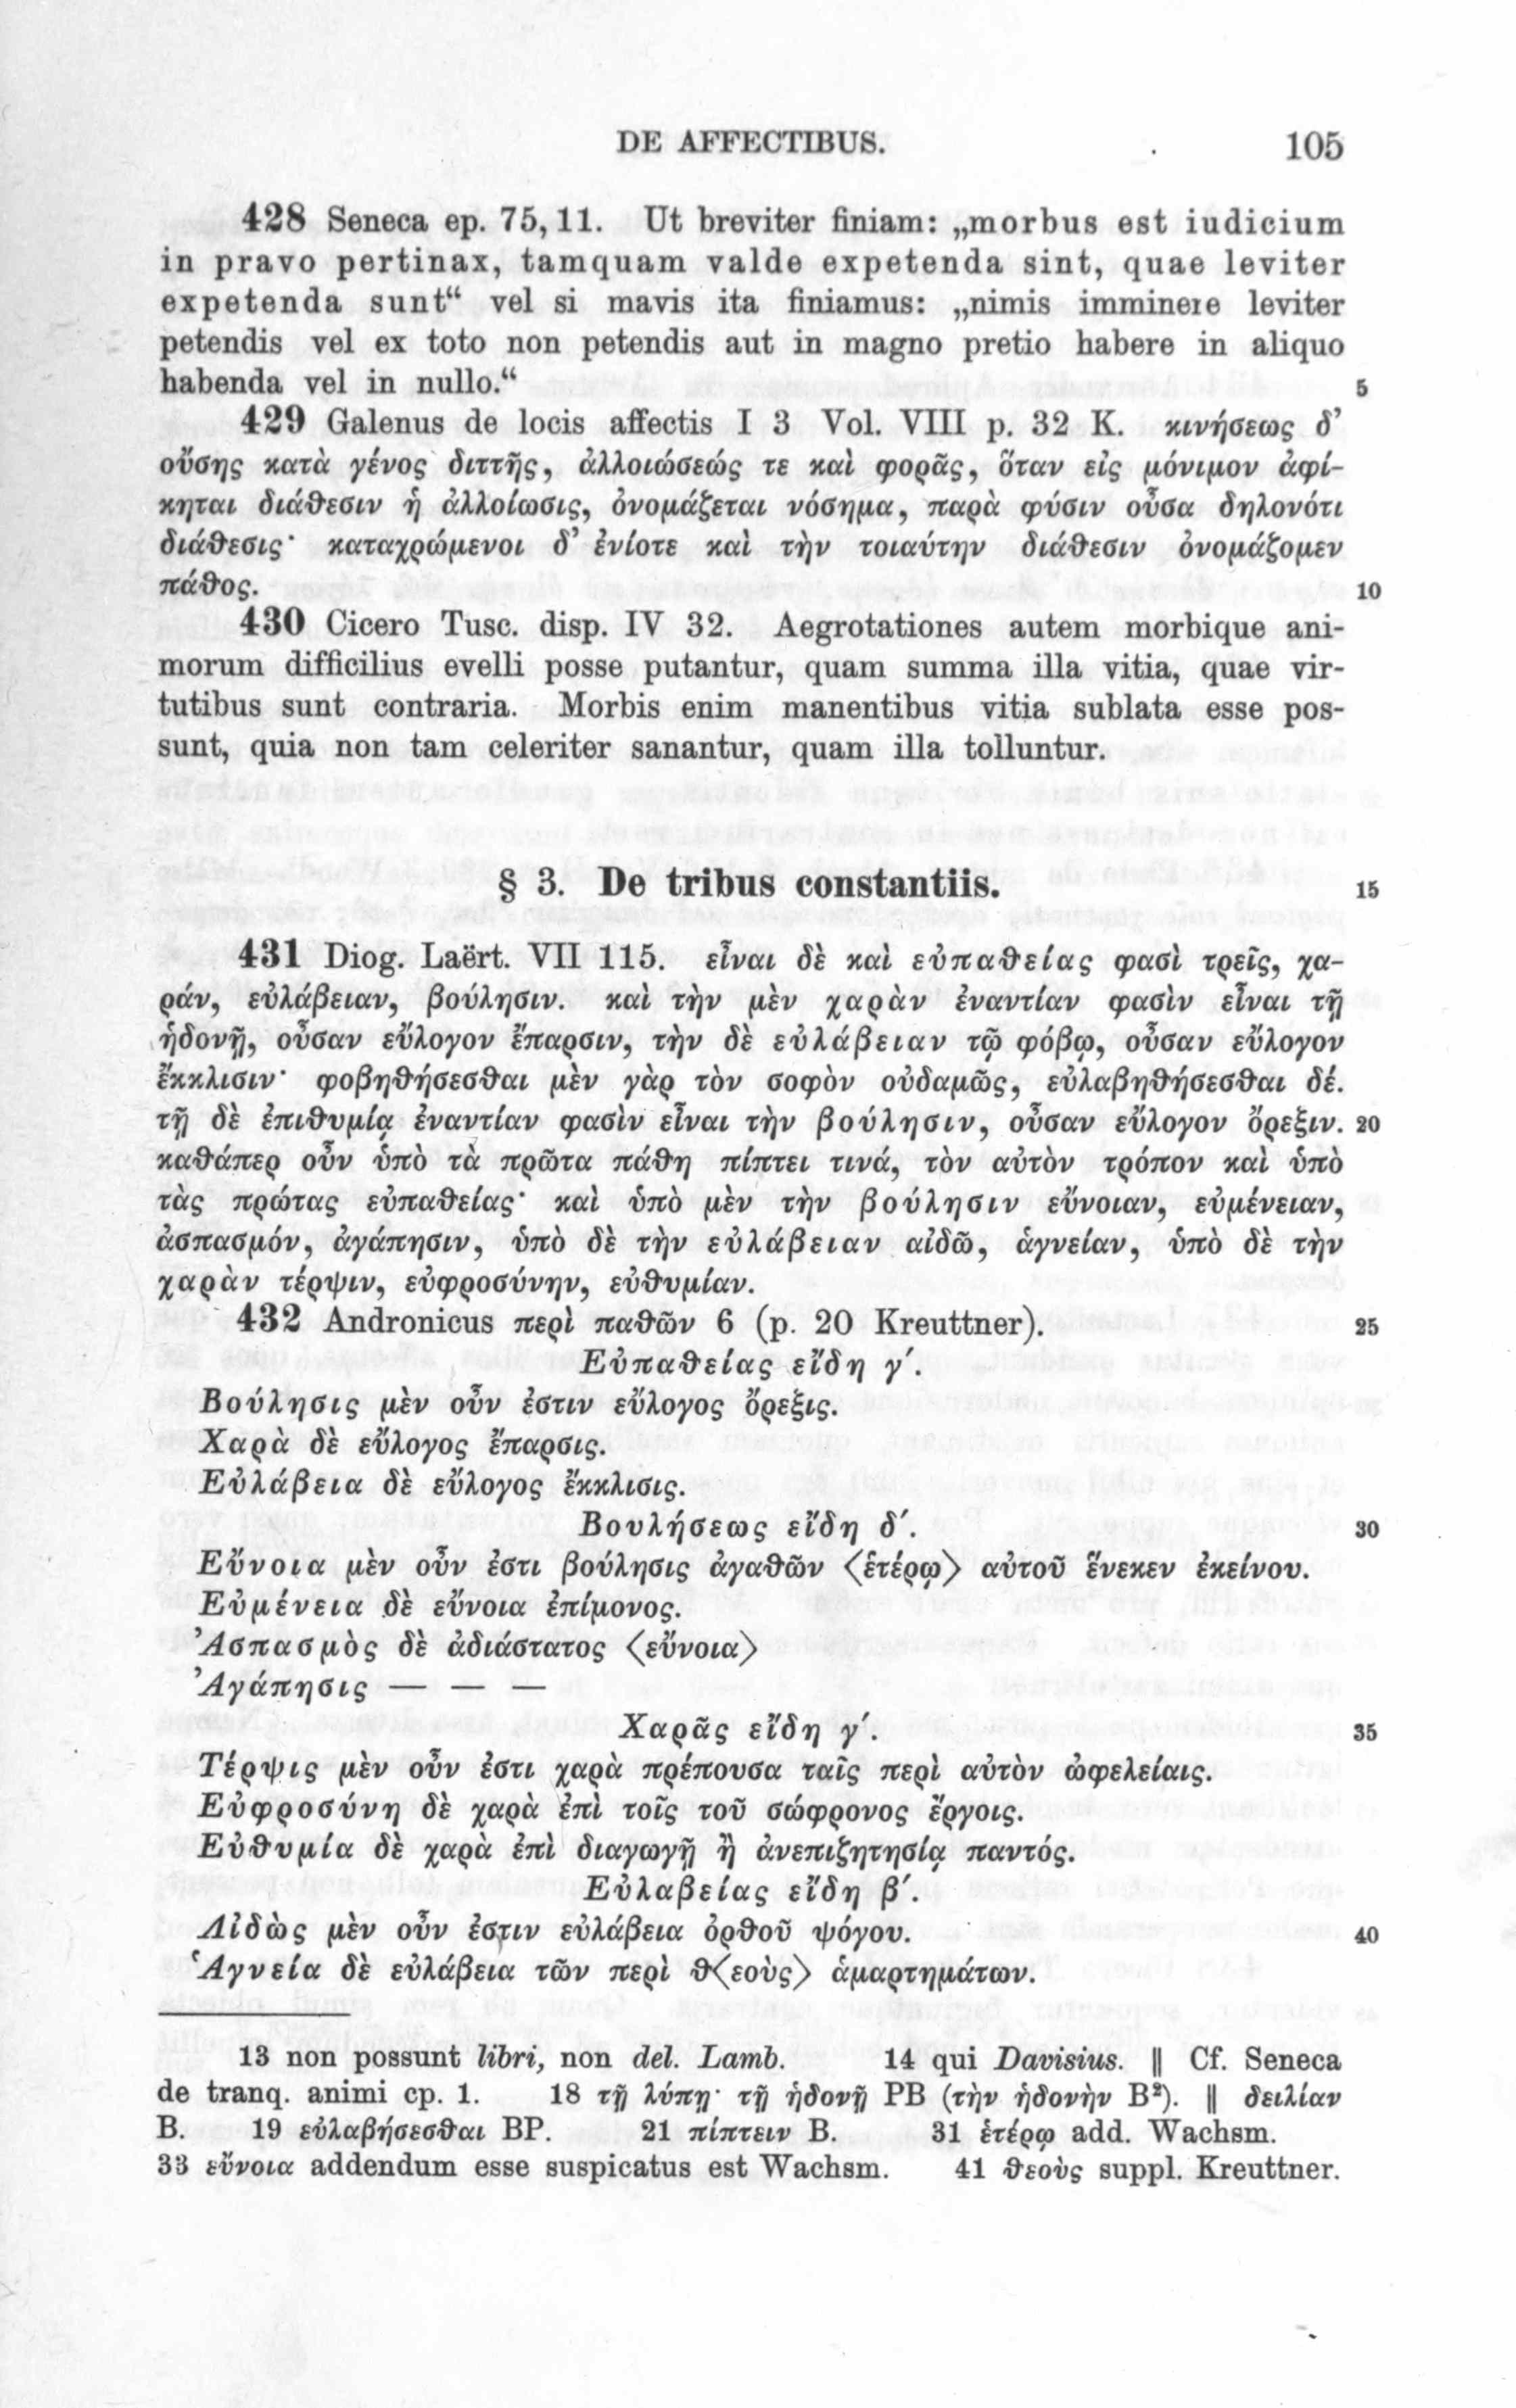 DE AFFECTIBUS. 105
428 Seneca ep. 75, 11. Ut breviter finiam: „morbus est iudicium
in pravo pertinax, tamquam valde expetenda sint, quae leviter
expetenda sunt“ vel si mavis ita finiamus: „nimis imminere leviter
petendis vel ex toto non petendis aut in magno pretio habere in aliquo
habenda vel in nullo.“ 5
429 Galenus de locis affectis I 3 Vol. VIII p. 32 K. κινήσεως δ’
οὔσης κατὰ γένος διττῆς, ἀλλοιώσεώς τε καὶ φορᾶς, ὅταν εἰς μόνιμον ἀφί-
κηται διάθεσιν ἡ ἀλλοίωσις, ὀνομάζεται νόσημα, παρὰ φύσιν οὖσα δηλονότι
διάθεσις· καταχρώμενοι δ’ ἐνίοτε καὶ τὴν τοιαύτην διάθεσιν ὀνομάζομεν
πάθος. 10
430 Cicero Tusc. disp. IV 32. Aegrotationes autem morbique ani-
morum difficilius evelli posse putantur, quam summa illa vitia, quae vir-
tutibus sunt contraria. Morbis enim manentibus vitia sublata esse pos-
sunt, quia non tam celeriter sanantur, quam illa tolluntur.
§ 3. De tribus constantiis. 15
431 Diog. Laërt. VII 115. εἶναι δὲ καὶ εὐπαθείας φασὶ τρεῖς, χα-
ράν, εὐλάβειαν, βούλησιν. καὶ τὴν μὲν χαρὰν ἐναντίαν φασὶν εἶναι τῇ
ἡδονῇ, οὖσαν εὔλογον ἔπαρσιν, τὴν δὲ εὐλάβειαν τῷ φόβῳ, οὖσαν εὔλογον
ἔκκλισιν· φοβηθήσεσθαι μὲν γὰρ τὸν σοφὸν οὐδαμῶς, εὐλαβηθήσεσθαι δέ.
τῇ δὲ ἐπιθυμίᾳ ἐναντίαν φασὶν εἶναι τὴν βούλησιν, οὖσαν εὔλογον ὄρεξιν. 20
καθάπερ οὖν ὑπὸ τὰ πρῶτα πάθη πίπτει τινά, τὸν αὐτὸν τρόπον καὶ ὑπὸ
τὰς πρώτας εὐπαθείας· καὶ ὑπὸ μὲν τὴν βούλησιν εὔνοιαν, εὐμένειαν,
ἀσπασμόν, ἀγάπησιν, ὑπὸ δὲ τὴν εὐλάβειαν αἰδῶ, ἁγνείαν, ὑπὸ δὲ τὴν
χαρὰν τέρψιν, εὐφροσύνην, εὐθυμίαν.
432 Andronicus περὶ παθῶν 6 (p. 20 Kreuttner). 25
Εὐπαθείας εἴδη γ′.
Βούλησις μὲν οὖν ἐστιν εὔλογος ὄρεξις.
Χαρὰ δὲ εὔλογος ἔπαρσις.
Εὐλάβεια δὲ εὔλογος ἔκκλισις.
Βουλήσεως εἴδη δ′. 30
Εὔνοια μὲν οὖν ἐστι βούλησις ἀγαθῶν ⟨ἑτέρῳ⟩ αὐτοῦ ἕνεκεν ἐκείνου.
Εὐμένεια δὲ εὔνοια ἐπίμονος.
Ἀσπασμὸς δὲ ἀδιάστατος ⟨εὔνοια⟩
Ἀγάπησις — — —
Χαρᾶς εἴδη γ′. 35
Τέρψις μὲν οὖν ἐστι χαρὰ πρέπουσα ταῖς περὶ αὐτὸν ὠφελείαις.
Εὐφροσύνη δὲ χαρὰ ἐπὶ τοῖς τοῦ σώφρονος ἔργοις.
Εὐθυμία δὲ χαρὰ ἐπὶ διαγωγῇ ἢ ἀνεπιζητησίᾳ παντός.
Εὐλαβείας εἴδη β′.
Αἰδὼς μὲν οὖν ἐστιν εὐλάβεια ὀρθοῦ ψόγου. 40
Ἁγνεία δὲ εὐλάβεια τῶν περὶ θ⟨εοὺς⟩ ἁμαρτημάτων.
13 non possunt libri, non del. Lamb. 14 qui Davisius. || Cf. Seneca
de tranq. animi cp. 1. 18 τῇ λύπῃ· τῇ ἡδονῇ PB (τὴν ἡδονὴν B²). || δειλίαν
B. 19 εὐλαβήσεσθαι BP. 21 πίπτειν B. 31 ἑτέρῳ add. Wachsm.
33 εὔνοια addendum esse suspicatus est Wachsm. 41 θεοὺς suppl. Kreuttner.